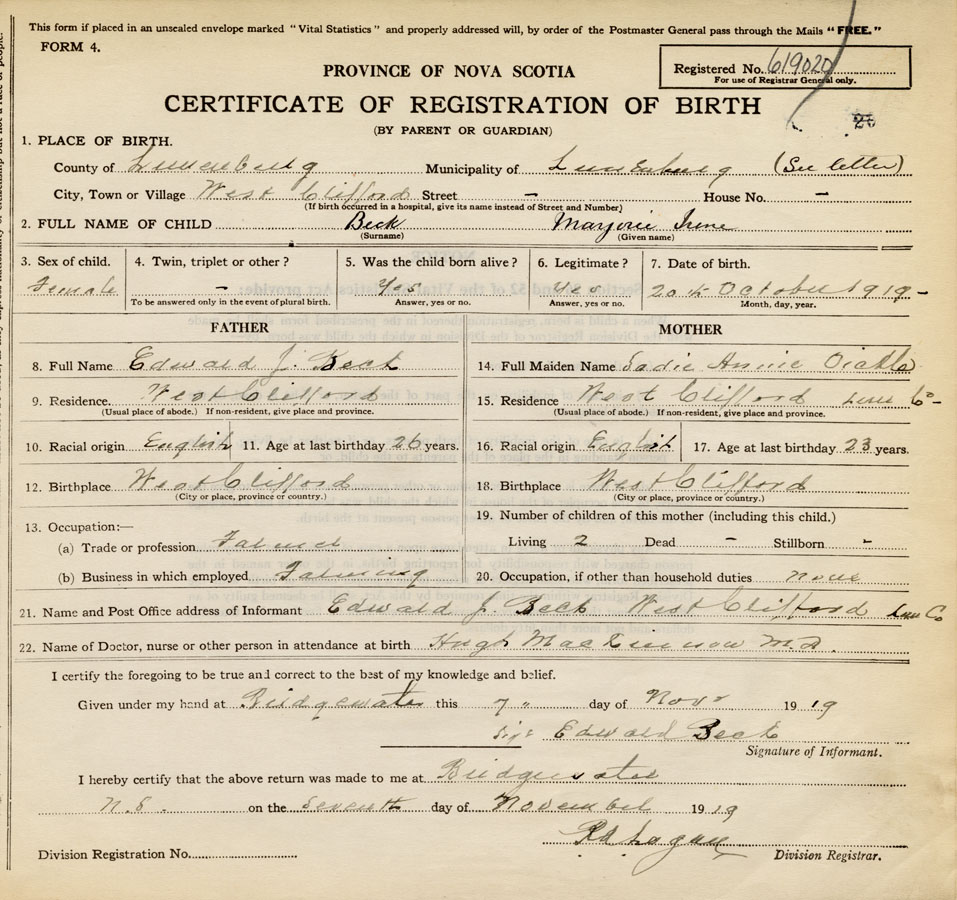 This form if placed in an unsealed envelope marked "Vital Statistics" and properly addressed will, by order of the Postmaster General pass through the Mails "FREE."
FORM 4.
Registered No. 619020
For use of Registrar General only.
PROVINCE OF NOVA SCOTIA
CERTIFICATE OF REGISTRATION OF BIRTH
(BY PARENT OR GUARDIAN)
1. PLACE OF BIRTH.
County of Lunenburg Municipality of Lunenburg (See letter)
City, Town or Village West Clifford Street – House No. –
(If birth occurred in a hospital, give its name instead of Street and Number)
2. FULL NAME OF CHILD Beck Marjorie Irene
(Surname) (Given name)
3. Sex of child. 4. Twin, triplet or other? 5. Was the child born alive? 6. Legitimate? 7. Date of birth.
Female – Yes Yes 20th October 1919 –
To be answered only in the event of plural birth. Answer, yes or no. Answer, yes or no. Month, day, year.
FATHER MOTHER
8. Full Name Edward J. Beck 14. Full Maiden Name Sadie Annie Oickle
9. Residence. West Clifford 15. Residence West Clifford Lun Co –
(Usual place of abode.) If non-resident, give place and province. (Usual place of abode.) If non-resident, give place and province.
10. Racial origin English 11. Age at last birthday 26 years. 16. Racial origin English 17. Age at last birthday 23 years.
12. Birthplace West Clifford 18. Birthplace West Clifford
(City or place, province or country.) (City or place, province or country.)
19. Number of children of this mother (including this child.)
13. Occupation:—
(a) Trade or profession Farmer Living 2 Dead – Stillborn –
(b) Business in which employed Farming 20. Occupation, if other than household duties none
21. Name and Post Office address of Informant Edward J. Beck West Clifford Lun Co
22. Name of Doctor, nurse or other person in attendance at birth Hugh MacKinnon M.D.
I certify the foregoing to be true and correct to the best of my knowledge and belief.
Given under my hand at Bridgewater this 7 " day of Nov 1919
Sig. Edward Beck
Signature of Informant.
I hereby certify that the above return was made to me at Bridgewater
N.S. on the Seventh day of November 1919
Logan
Division Registration No. Division Registrar.